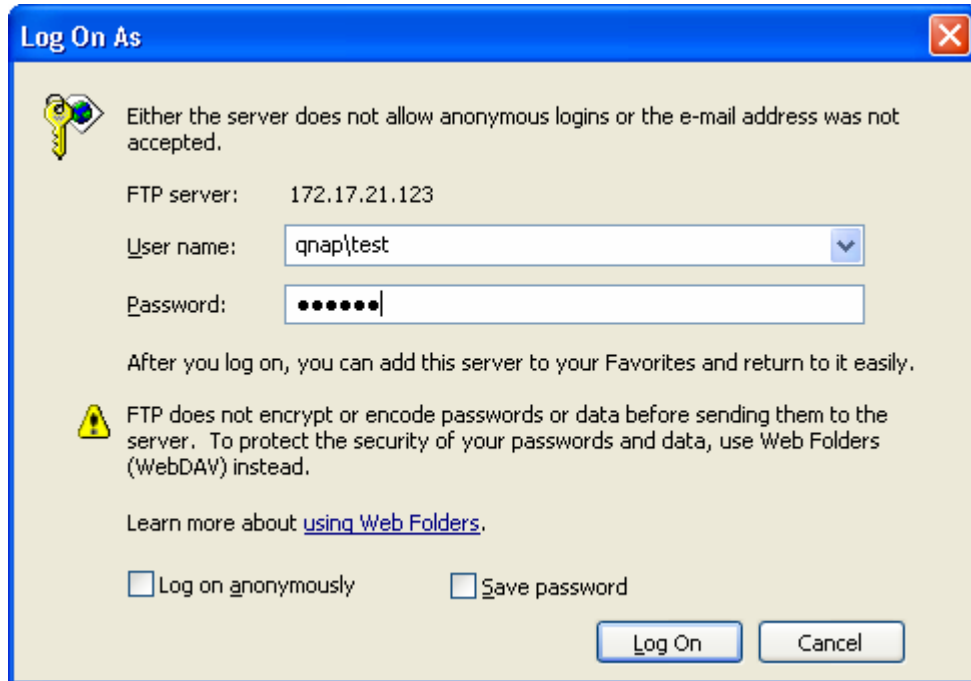 Log On As
Either the server does not allow anonymous logins or the e-mail address was not
accepted.
FTP server: 172.17.21.123
User name: qnap\test
Password: ●●●●●●
After you log on, you can add this server to your Favorites and return to it easily.
FTP does not encrypt or encode passwords or data before sending them to the
server.  To protect the security of your passwords and data, use Web Folders
(WebDAV) instead.
Learn more about using Web Folders.
Log on anonymously Save password
Log On Cancel